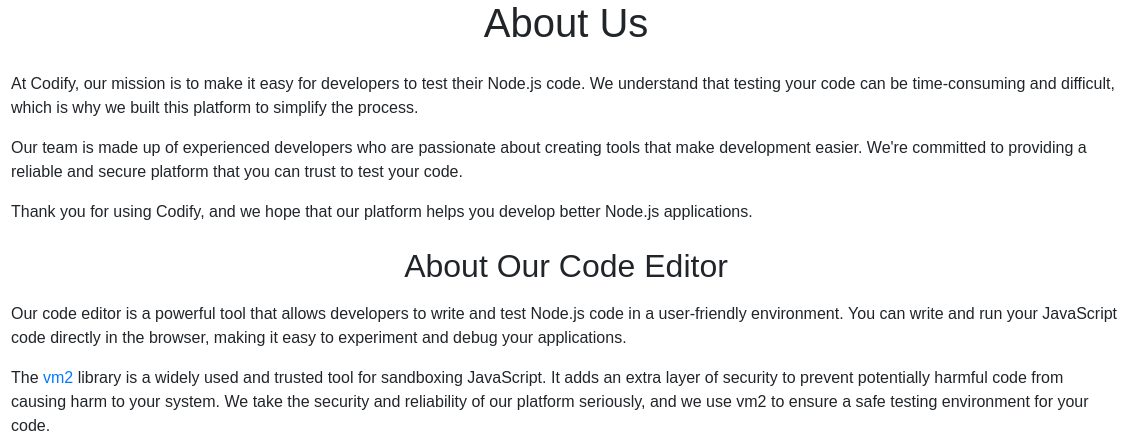 About Us
At Codify, our mission is to make it easy for developers to test their Node.js code. We understand that testing your code can be time-consuming and difficult,
which is why we built this platform to simplify the process.
Our team is made up of experienced developers who are passionate about creating tools that make development easier. We're committed to providing a
reliable and secure platform that you can trust to test your code.
Thank you for using Codify, and we hope that our platform helps you develop better Node.js applications.
About Our Code Editor
Our code editor is a powerful tool that allows developers to write and test Node.js code in a user-friendly environment. You can write and run your JavaScript
code directly in the browser, making it easy to experiment and debug your applications.
The vm2 library is a widely used and trusted tool for sandboxing JavaScript. It adds an extra layer of security to prevent potentially harmful code from
causing harm to your system. We take the security and reliability of our platform seriously, and we use vm2 to ensure a safe testing environment for your
code.